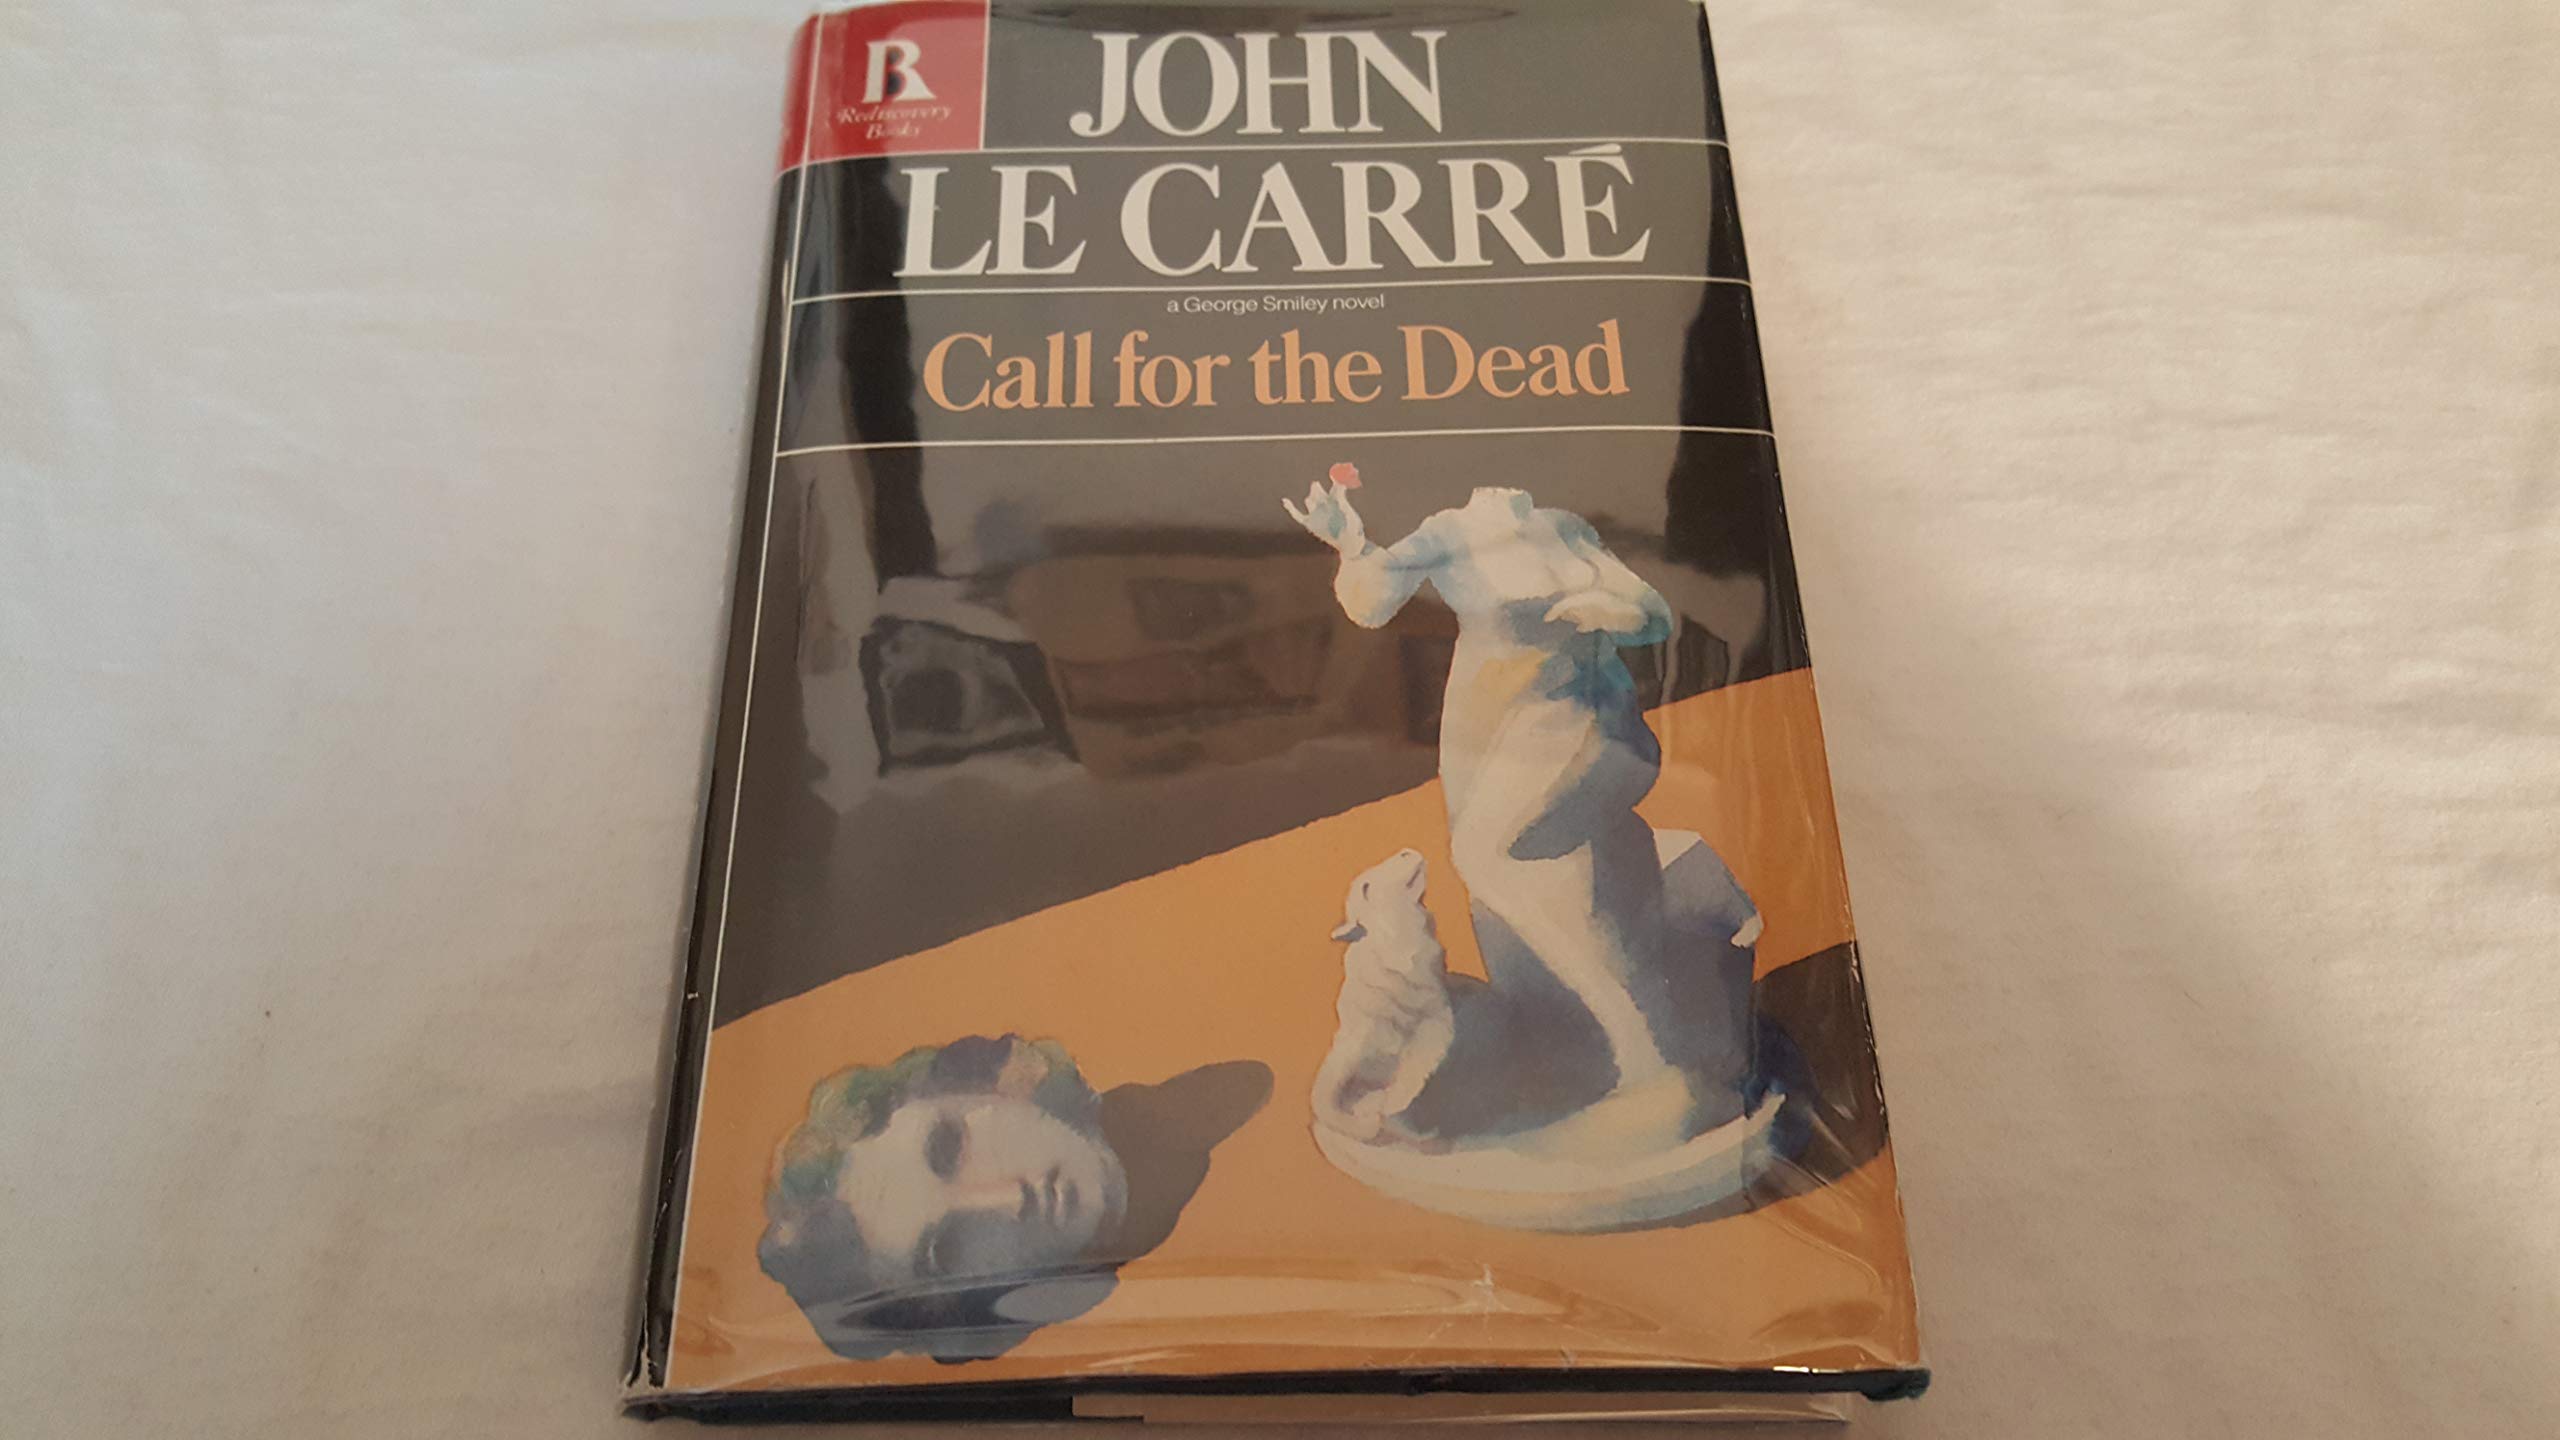 R
Rediscovery
Books
JOHN
LE CARRÉ
a George Smiley novel
Call for the Dead